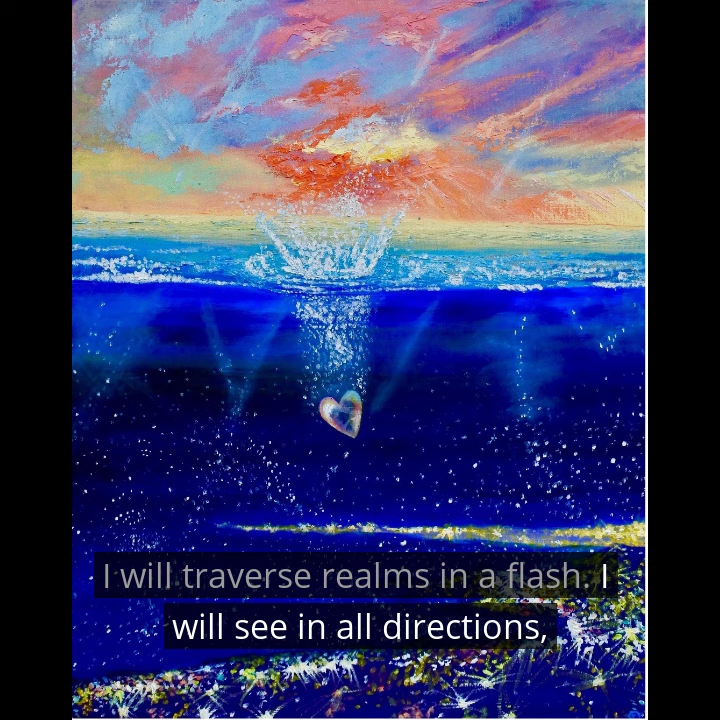 I will traverse realms in a flash. I
will see in all directions,